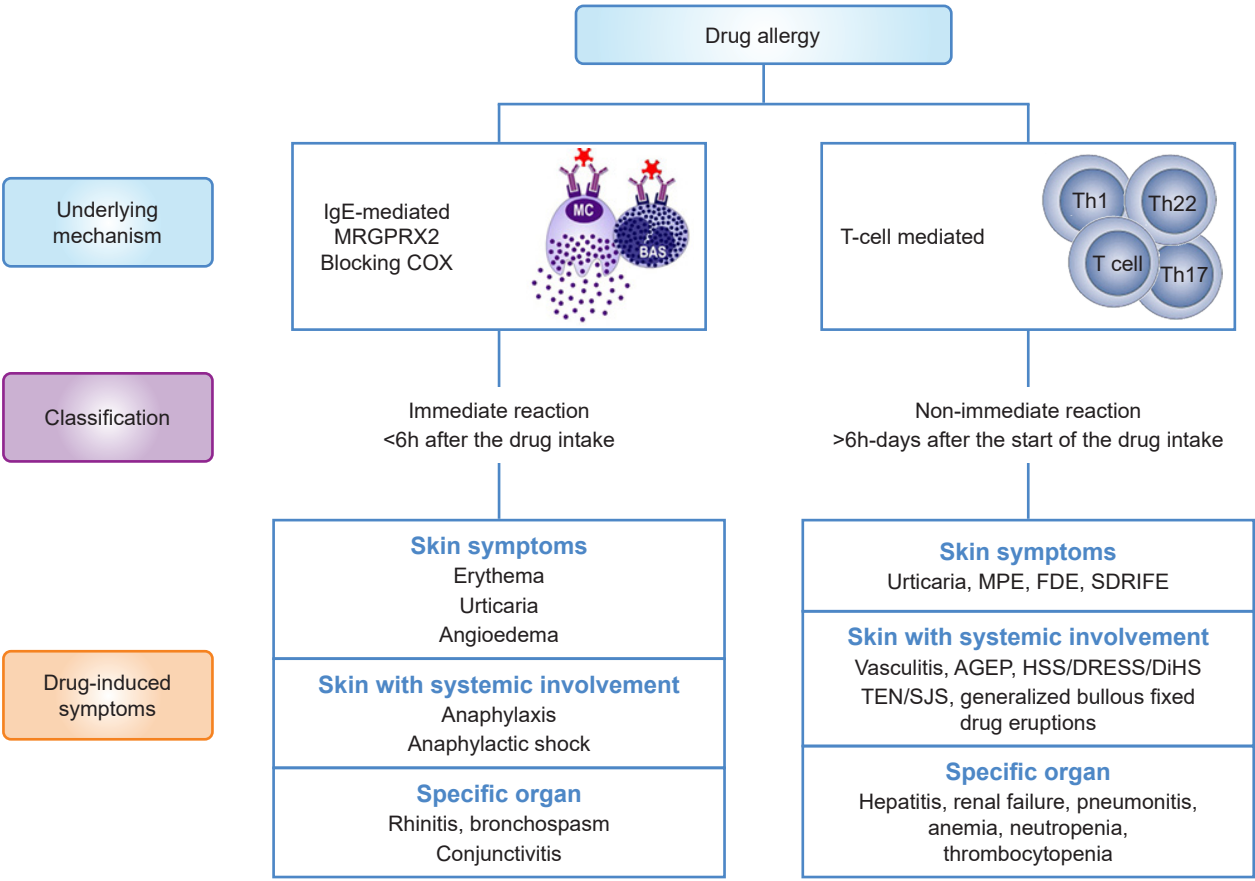 Drug allergy
Underlying
mechanism
IgE-mediated
MRGPRX2
Blocking COX
MC
BAS
T-cell mediated
Th1
Th22
T cell
Th17
Classification
Immediate reaction
<6h after the drug intake
Non-immediate reaction
>6h-days after the start of the drug intake
Drug-induced
symptoms
Skin symptoms
Erythema
Urticaria
Angioedema
Skin with systemic involvement
Anaphylaxis
Anaphylactic shock
Specific organ
Rhinitis, bronchospasm
Conjunctivitis
Skin symptoms
Urticaria, MPE, FDE, SDRIFE
Skin with systemic involvement
Vasculitis, AGEP, HSS/DRESS/DiHS
TEN/SJS, generalized bullous fixed
drug eruptions
Specific organ
Hepatitis, renal failure, pneumonitis,
anemia, neutropenia,
thrombocytopenia